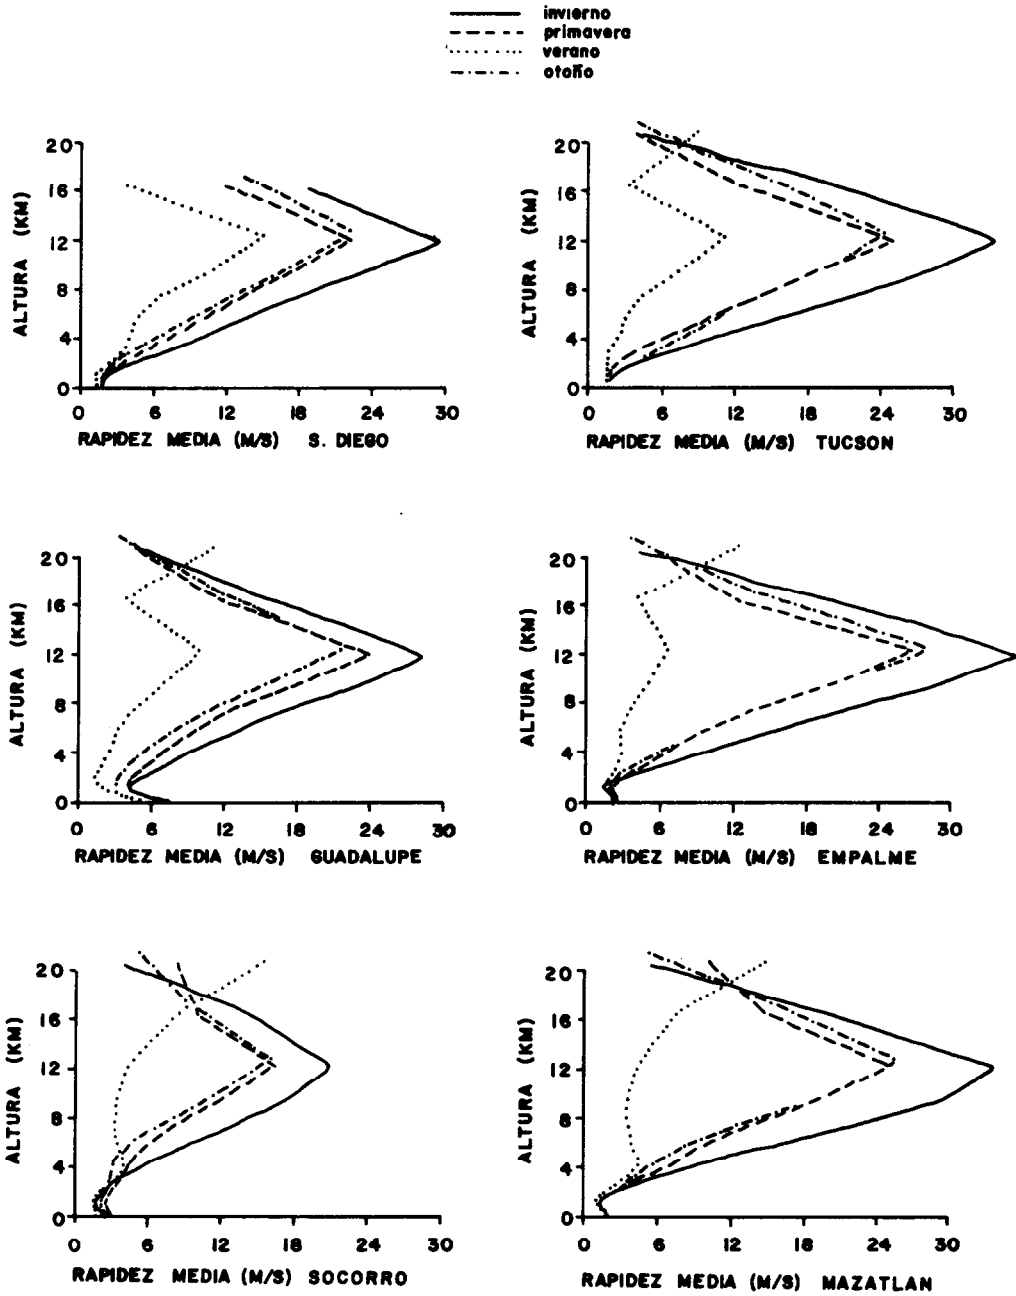 invierno
primavera
verano
otoño
20
16
12
8
4
0
ALTURA (KM)
0 6 12 18 24 30
RAPIDEZ MEDIA (M/S) S. DIEGO
20
16
12
8
4
0
ALTURA (KM)
0 6 12 18 24 30
RAPIDEZ MEDIA (M/S) TUCSON
20
16
12
8
4
0
ALTURA (KM)
0 6 12 18 24 30
RAPIDEZ MEDIA (M/S) GUADALUPE
20
16
12
8
4
0
ALTURA (KM)
0 6 12 18 24 30
RAPIDEZ MEDIA (M/S) EMPALME
20
16
12
8
4
0
ALTURA (KM)
0 6 12 18 24 30
RAPIDEZ MEDIA (M/S) SOCORRO
20
16
12
8
4
0
ALTURA (KM)
0 6 12 18 24 30
RAPIDEZ MEDIA (M/S) MAZATLAN